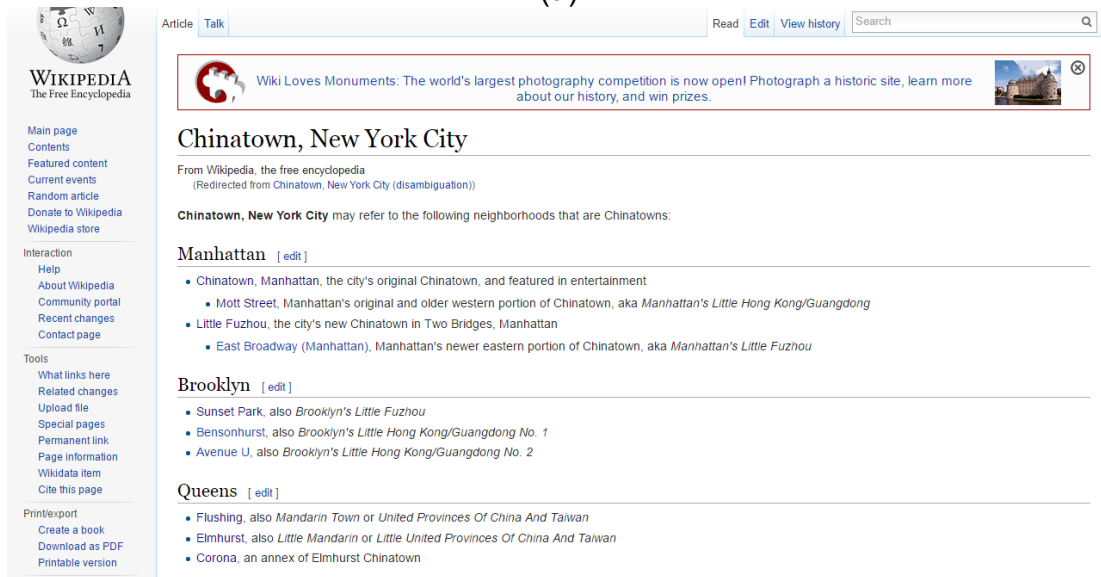 Article Talk Read Edit View history Search
WIKIPEDIA
The Free Encyclopedia
Main page
Contents
Featured content
Current events
Random article
Donate to Wikipedia
Wikipedia store
Interaction
Help
About Wikipedia
Community portal
Recent changes
Contact page
Tools
What links here
Related changes
Upload file
Special pages
Permanent link
Page information
Wikidata item
Cite this page
Print/export
Create a book
Download as PDF
Printable version
Wiki Loves Monuments: The world's largest photography competition is now open! Photograph a historic site, learn more
about our history, and win prizes.
Chinatown, New York City
From Wikipedia, the free encyclopedia
(Redirected from Chinatown, New York City (disambiguation))
Chinatown, New York City may refer to the following neighborhoods that are Chinatowns:
Manhattan [ edit ]
• Chinatown, Manhattan, the city's original Chinatown, and featured in entertainment
• Mott Street, Manhattan's original and older western portion of Chinatown, aka Manhattan's Little Hong Kong/Guangdong
• Little Fuzhou, the city's new Chinatown in Two Bridges, Manhattan
• East Broadway (Manhattan), Manhattan's newer eastern portion of Chinatown, aka Manhattan's Little Fuzhou
Brooklyn [ edit ]
• Sunset Park, also Brooklyn's Little Fuzhou
• Bensonhurst, also Brooklyn's Little Hong Kong/Guangdong No. 1
• Avenue U, also Brooklyn's Little Hong Kong/Guangdong No. 2
Queens [ edit ]
• Flushing, also Mandarin Town or United Provinces Of China And Taiwan
• Elmhurst, also Little Mandarin or Little United Provinces Of China And Taiwan
• Corona, an annex of Elmhurst Chinatown